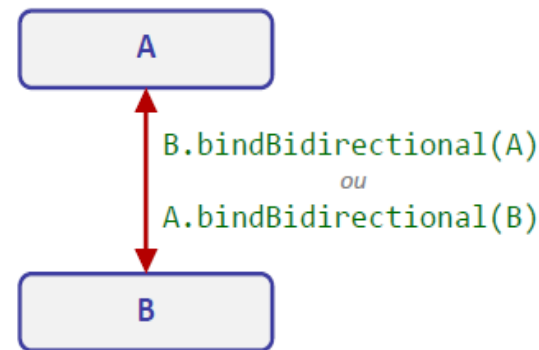 A
B.bindBidirectional(A)
ou
A.bindBidirectional(B)
B